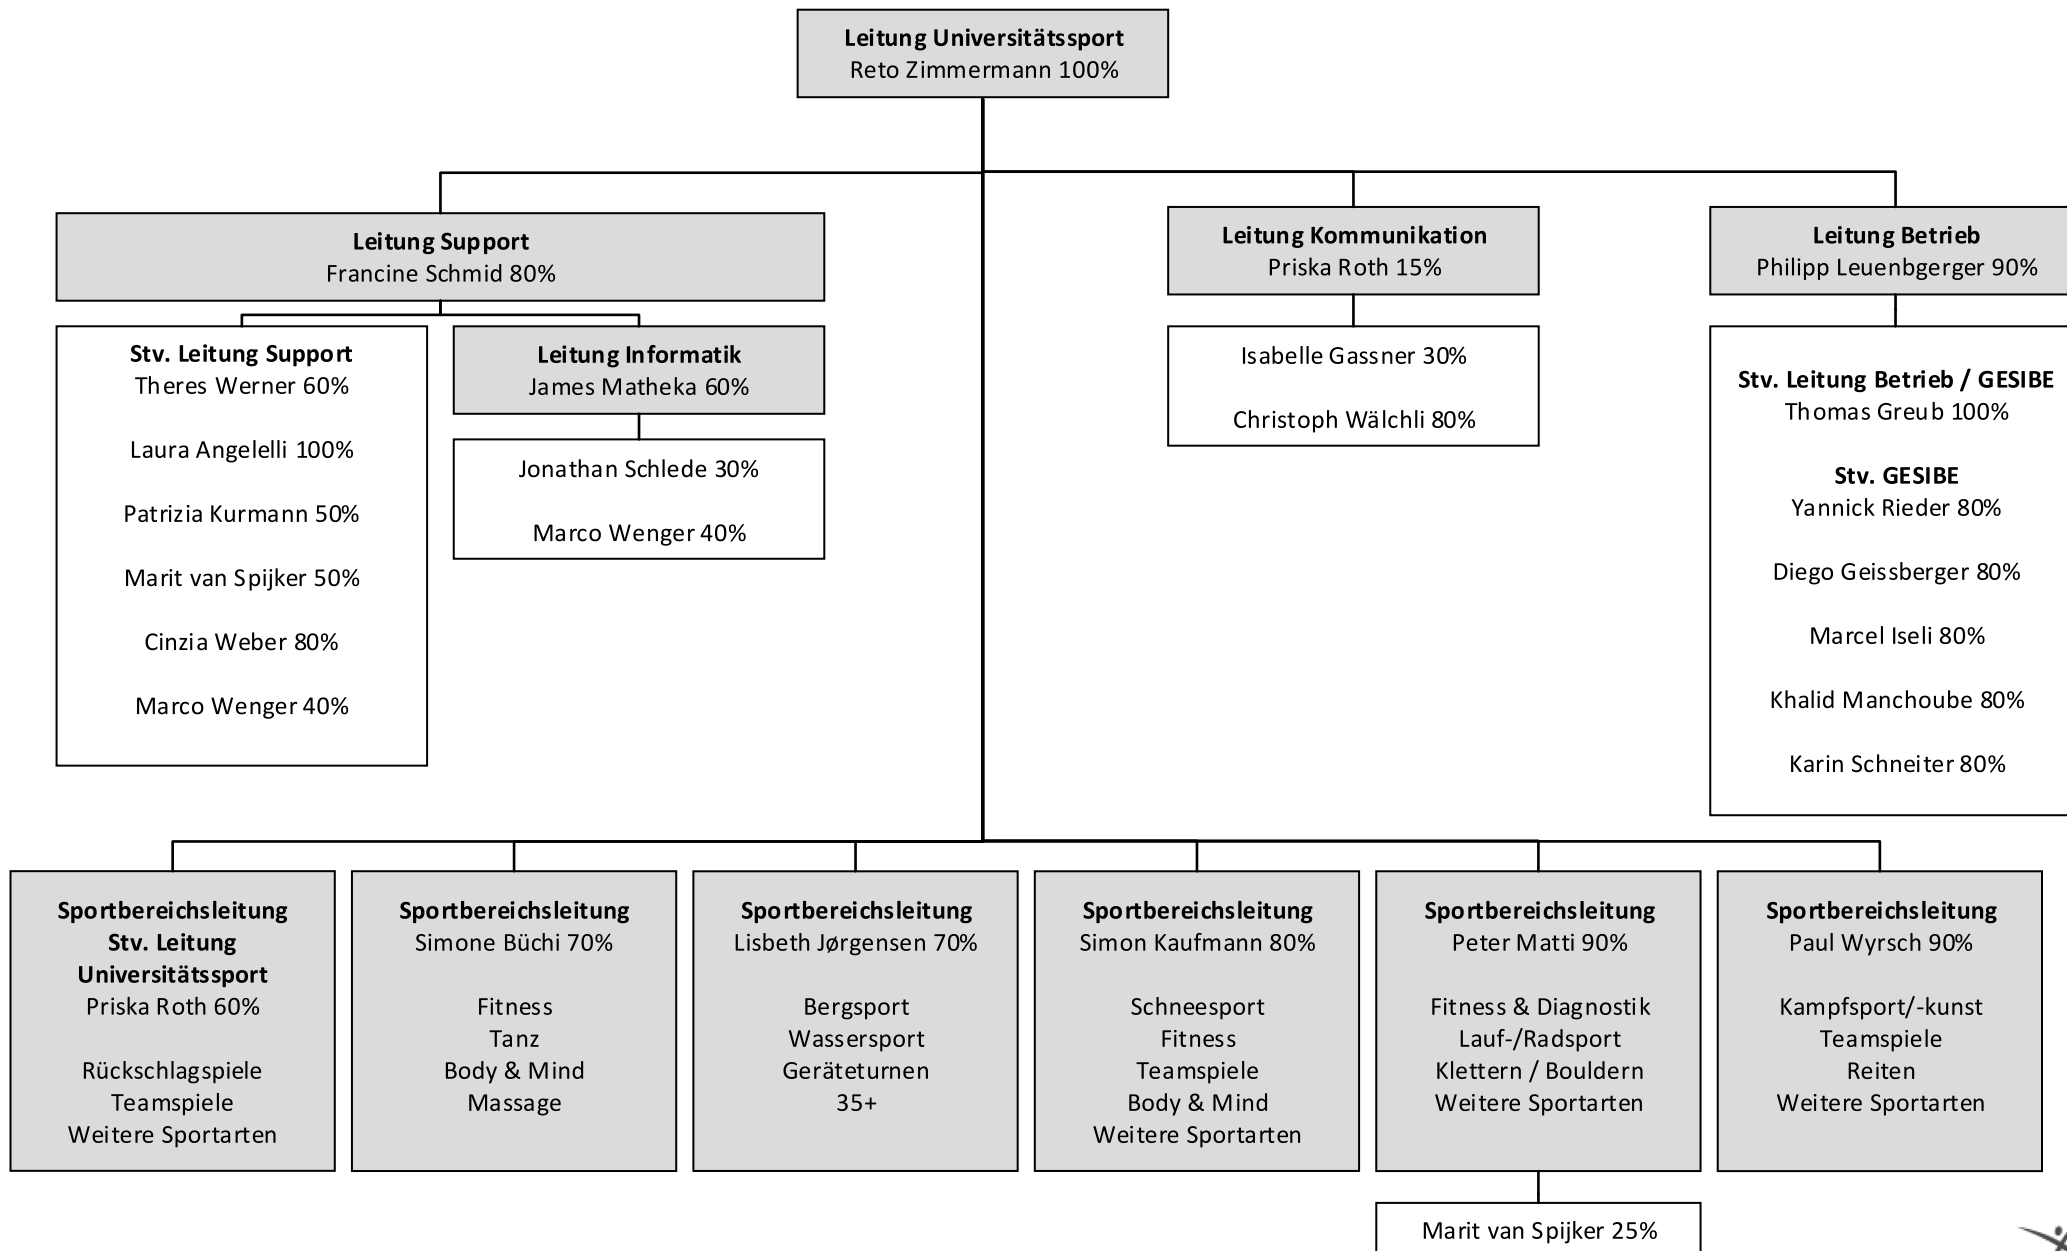 Leitung Universitätssport
Reto Zimmermann 100%
Leitung Support
Francine Schmid 80%
Leitung Kommunikation
Priska Roth 15%
Leitung Betrieb
Philipp Leuenbgerger 90%
Stv. Leitung Support
Theres Werner 60%
Laura Angelelli 100%
Patrizia Kurmann 50%
Marit van Spijker 50%
Cinzia Weber 80%
Marco Wenger 40%
Leitung Informatik
James Matheka 60%
Jonathan Schlede 30%
Marco Wenger 40%
Isabelle Gassner 30%
Christoph Wälchli 80%
Stv. Leitung Betrieb / GESIBE
Thomas Greub 100%
Stv. GESIBE
Yannick Rieder 80%
Diego Geissberger 80%
Marcel Iseli 80%
Khalid Manchoube 80%
Karin Schneiter 80%
Sportbereichsleitung
Stv. Leitung
Universitätssport
Priska Roth 60%
Rückschlagspiele
Teamspiele
Weitere Sportarten
Sportbereichsleitung
Simone Büchi 70%
Fitness
Tanz
Body & Mind
Massage
Sportbereichsleitung
Lisbeth Jørgensen 70%
Bergsport
Wassersport
Geräteturnen
35+
Sportbereichsleitung
Simon Kaufmann 80%
Schneesport
Fitness
Teamspiele
Body & Mind
Weitere Sportarten
Sportbereichsleitung
Peter Matti 90%
Fitness & Diagnostik
Lauf-/Radsport
Klettern / Bouldern
Weitere Sportarten
Marit van Spijker 25%
Sportbereichsleitung
Paul Wyrsch 90%
Kampfsport/-kunst
Teamspiele
Reiten
Weitere Sportarten